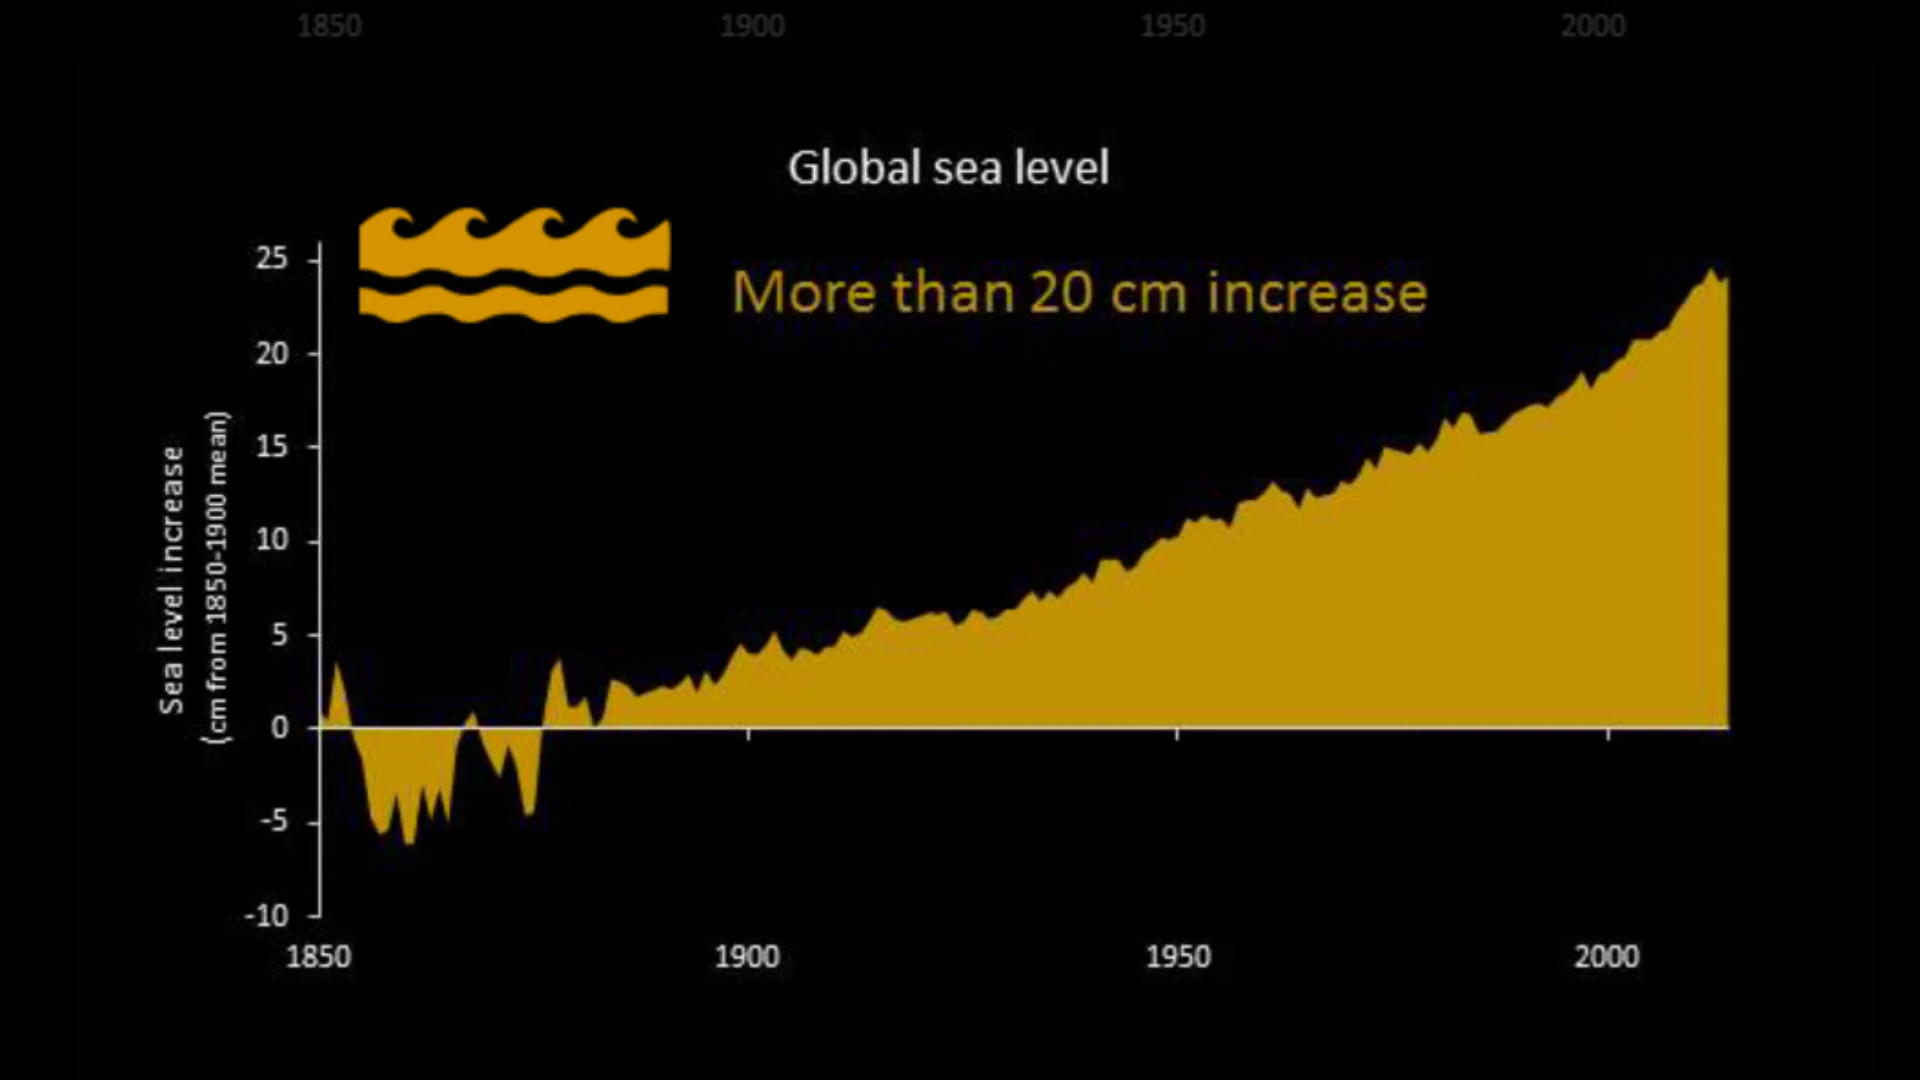 1850 1900 1950 2000
Global sea level
More than 20 cm increase
25
20
15
10
5
0
-5
-10
Sea level increase
(cm from 1850-1900 mean)
1850 1900 1950 2000